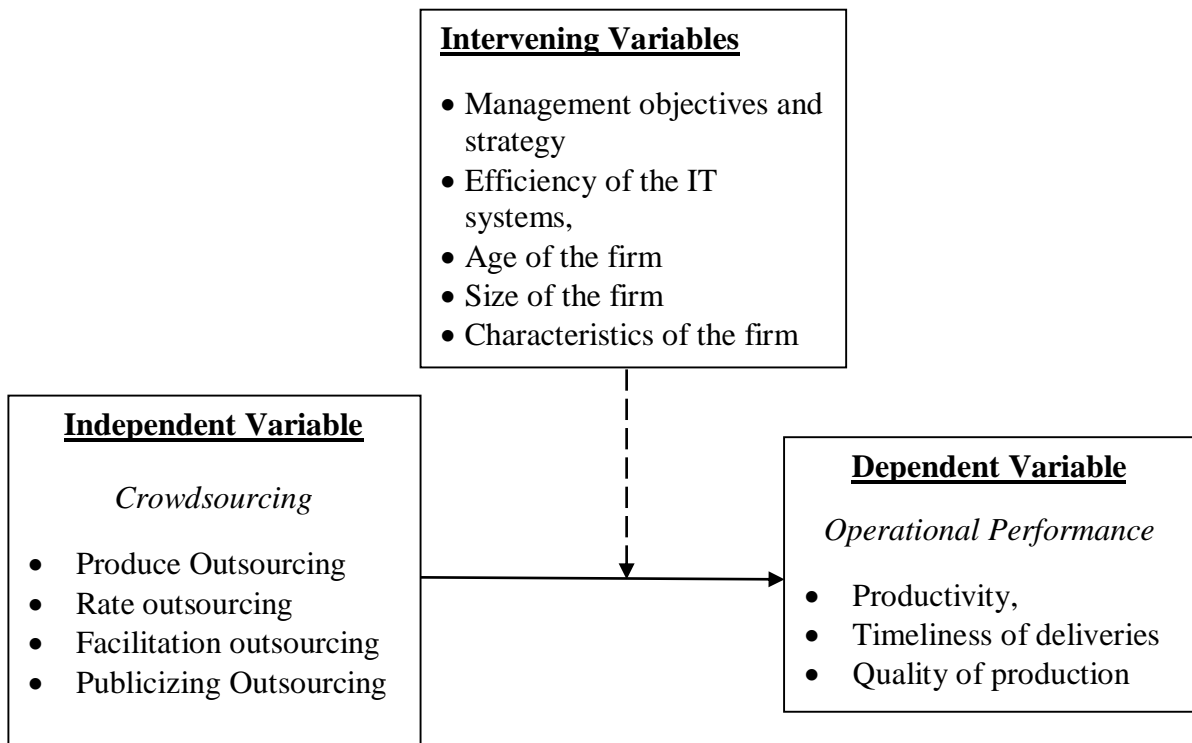 Intervening Variables
• Management objectives and
strategy
• Efficiency of the IT
systems,
• Age of the firm
• Size of the firm
• Characteristics of the firm
Independent Variable
Crowdsourcing
• Produce Outsourcing
• Rate outsourcing
• Facilitation outsourcing
• Publicizing Outsourcing
Dependent Variable
Operational Performance
• Productivity,
• Timeliness of deliveries
• Quality of production